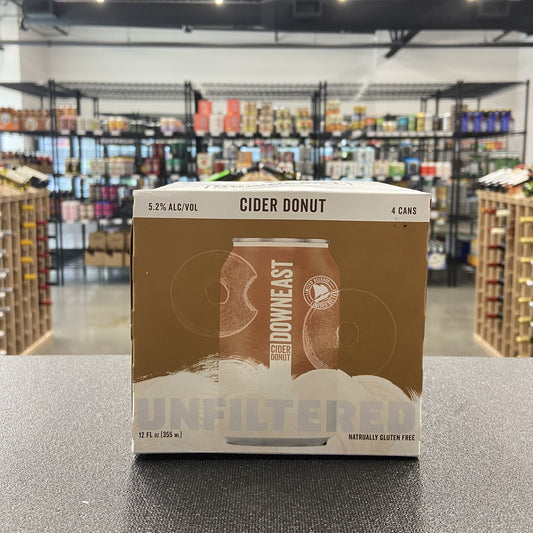 5.2% ALC/VOL
CIDER DONUT
4 CANS
DOWNEAST
CIDER
DONUT
UNFILTERED
12 FL OZ [355 ML]
NATRUALLY GLUTEN FREE